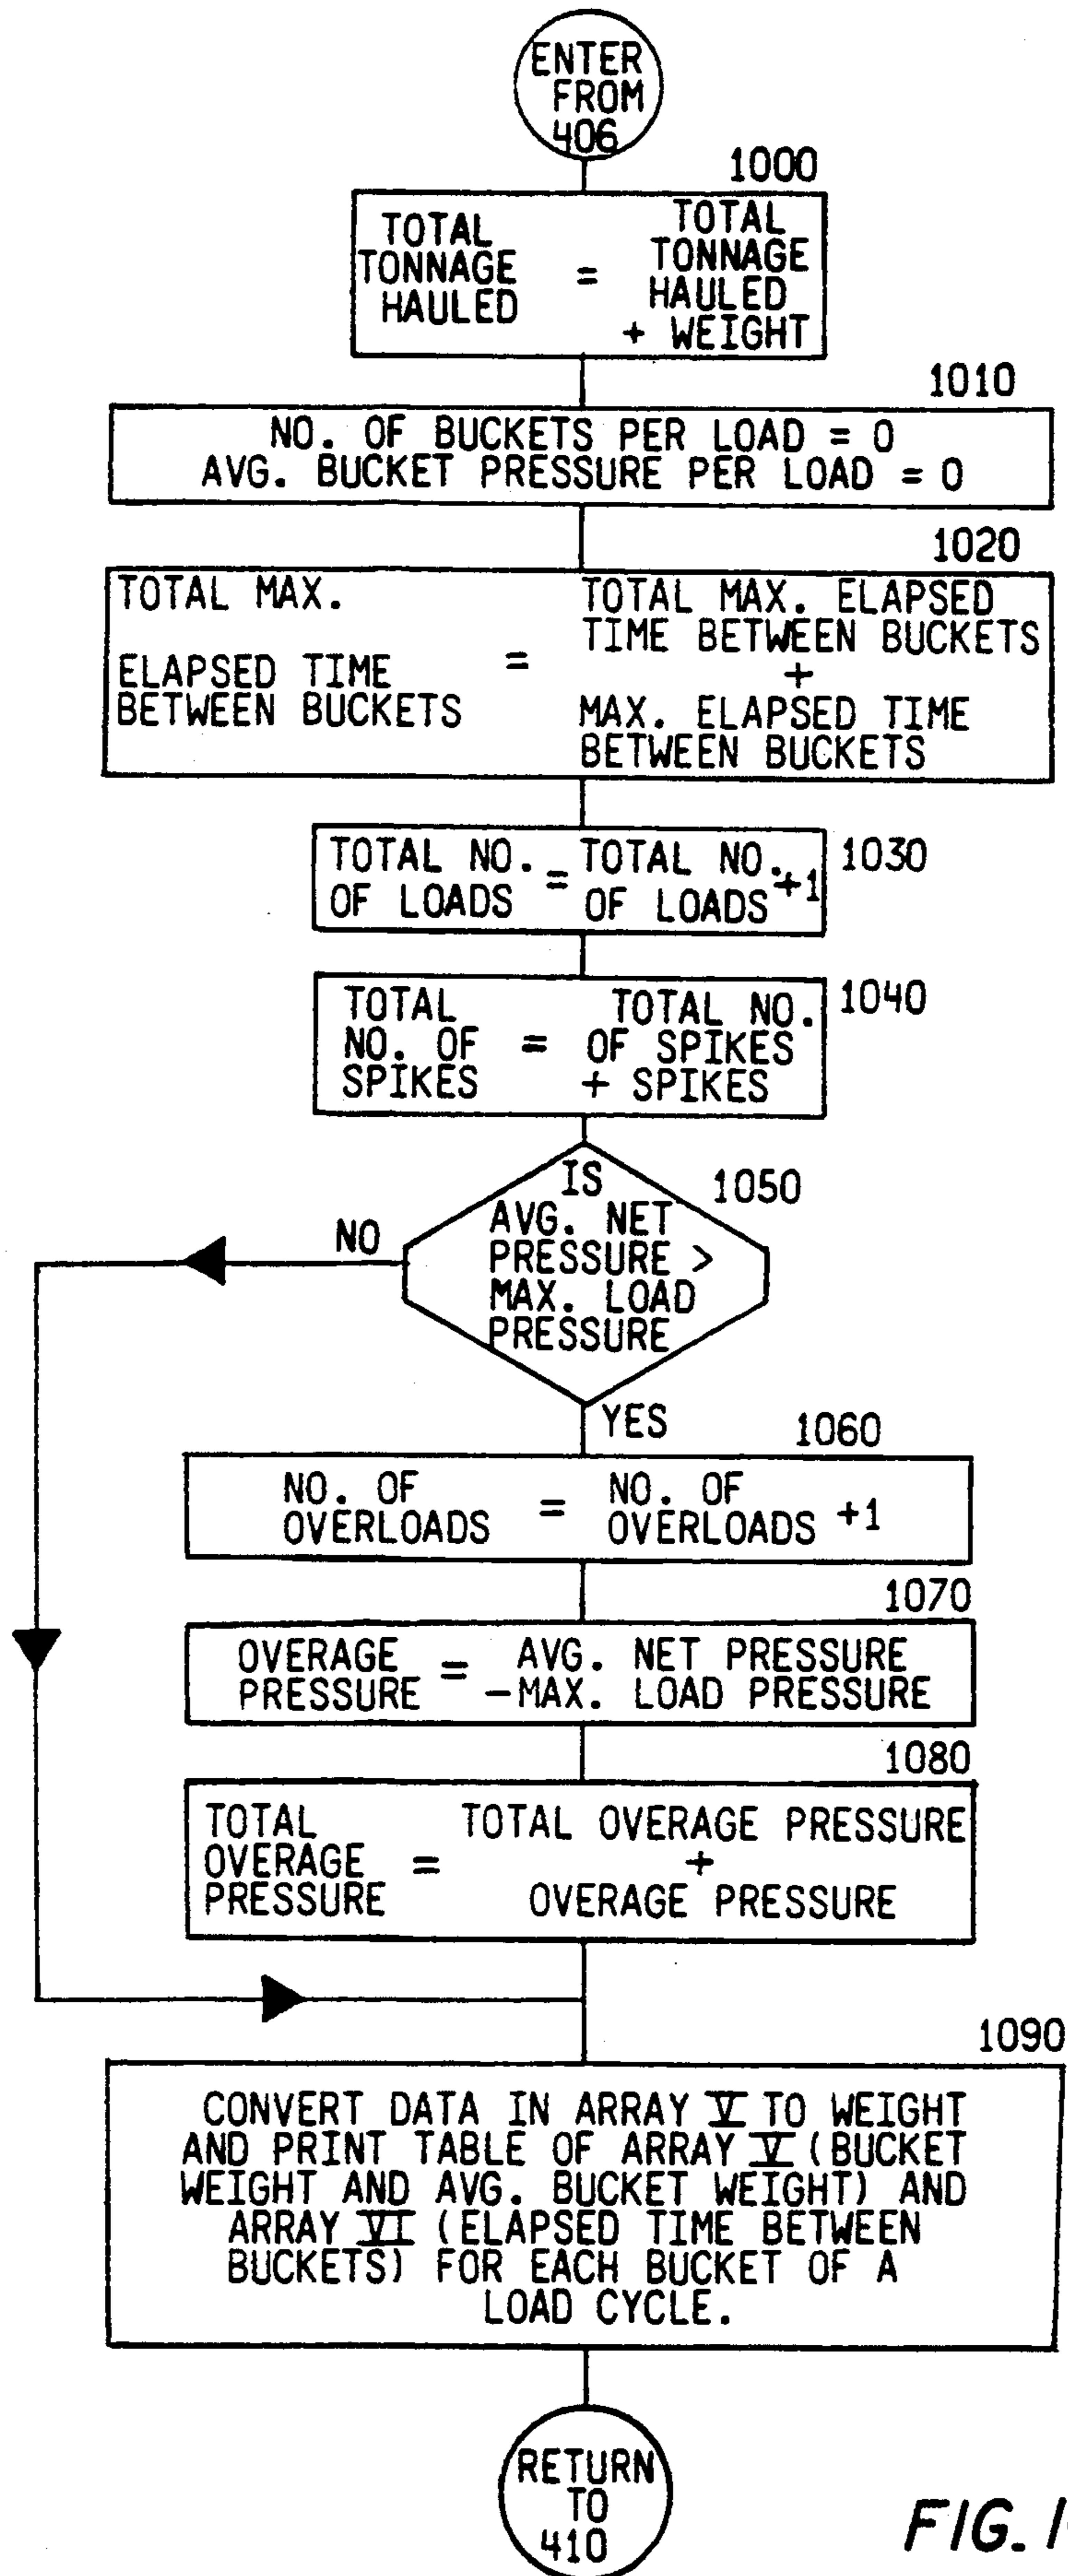 ENTER
FROM
406
1000
TOTAL
TONNAGE
HAULED
=
TOTAL
TONNAGE
HAULED
+ WEIGHT
1010
NO. OF BUCKETS PER LOAD = 0
AVG. BUCKET PRESSURE PER LOAD = 0
1020
TOTAL MAX.
ELAPSED TIME
BETWEEN BUCKETS
=
TOTAL MAX. ELAPSED
TIME BETWEEN BUCKETS
+
MAX. ELAPSED TIME
BETWEEN BUCKETS
1030
TOTAL NO.
OF LOADS
=
TOTAL NO.
OF LOADS
+1
1040
TOTAL
NO. OF
SPIKES
=
TOTAL NO.
OF SPIKES
+ SPIKES
1050
IS
AVG. NET
PRESSURE >
MAX. LOAD
PRESSURE
NO
YES
1060
NO. OF
OVERLOADS
=
NO. OF
OVERLOADS
+1
1070
OVERAGE
PRESSURE
=
AVG. NET PRESSURE
-MAX. LOAD PRESSURE
1080
TOTAL
OVERAGE
PRESSURE
=
TOTAL OVERAGE PRESSURE
+
OVERAGE PRESSURE
1090
CONVERT DATA IN ARRAY V TO WEIGHT
AND PRINT TABLE OF ARRAY V (BUCKET
WEIGHT AND AVG. BUCKET WEIGHT) AND
ARRAY VI (ELAPSED TIME BETWEEN
BUCKETS) FOR EACH BUCKET OF A
LOAD CYCLE.
RETURN
TO
410
FIG.